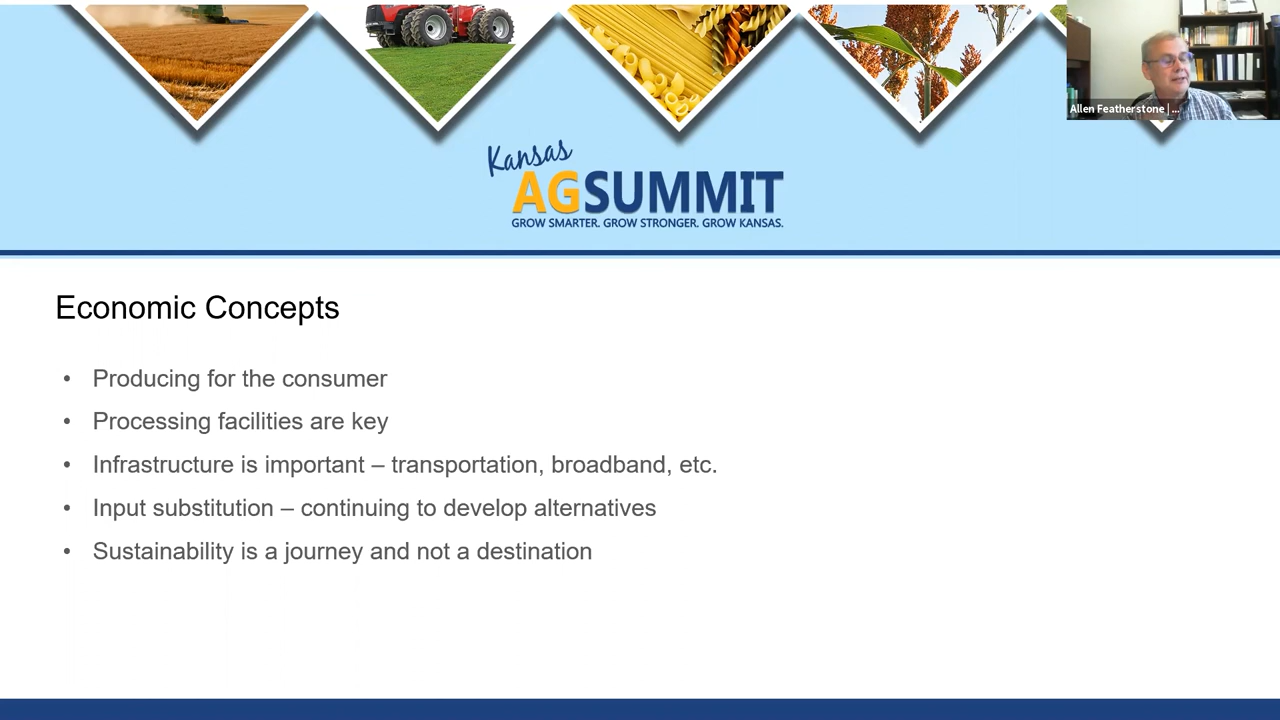 Allen Featherstone | ...
Kansas
AGSUMMIT
GROW SMARTER. GROW STRONGER. GROW KANSAS.
Economic Concepts
• Producing for the consumer
• Processing facilities are key
• Infrastructure is important – transportation, broadband, etc.
• Input substitution – continuing to develop alternatives
• Sustainability is a journey and not a destination